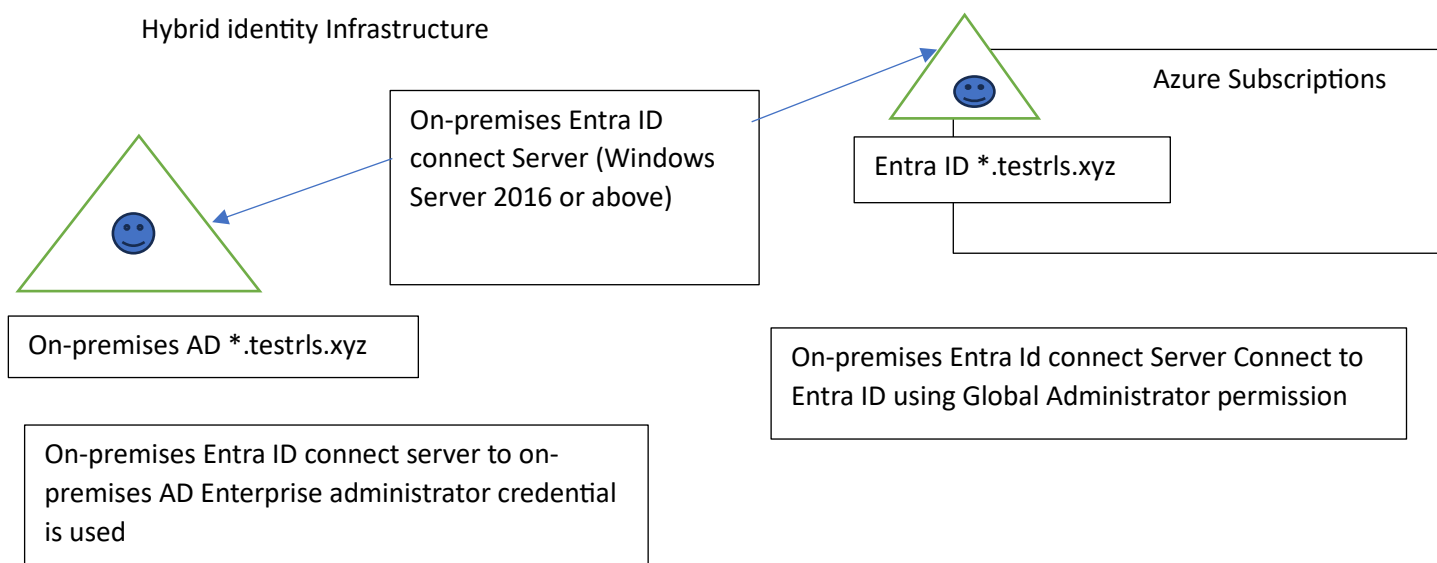 Hybrid identity Infrastructure
Azure Subscriptions
On-premises Entra ID
connect Server (Windows
Server 2016 or above)
Entra ID *.testrls.xyz
On-premises AD *.testrls.xyz
On-premises Entra Id connect Server Connect to
Entra ID using Global Administrator permission
On-premises Entra ID connect server to on-
premises AD Enterprise administrator credential
is used